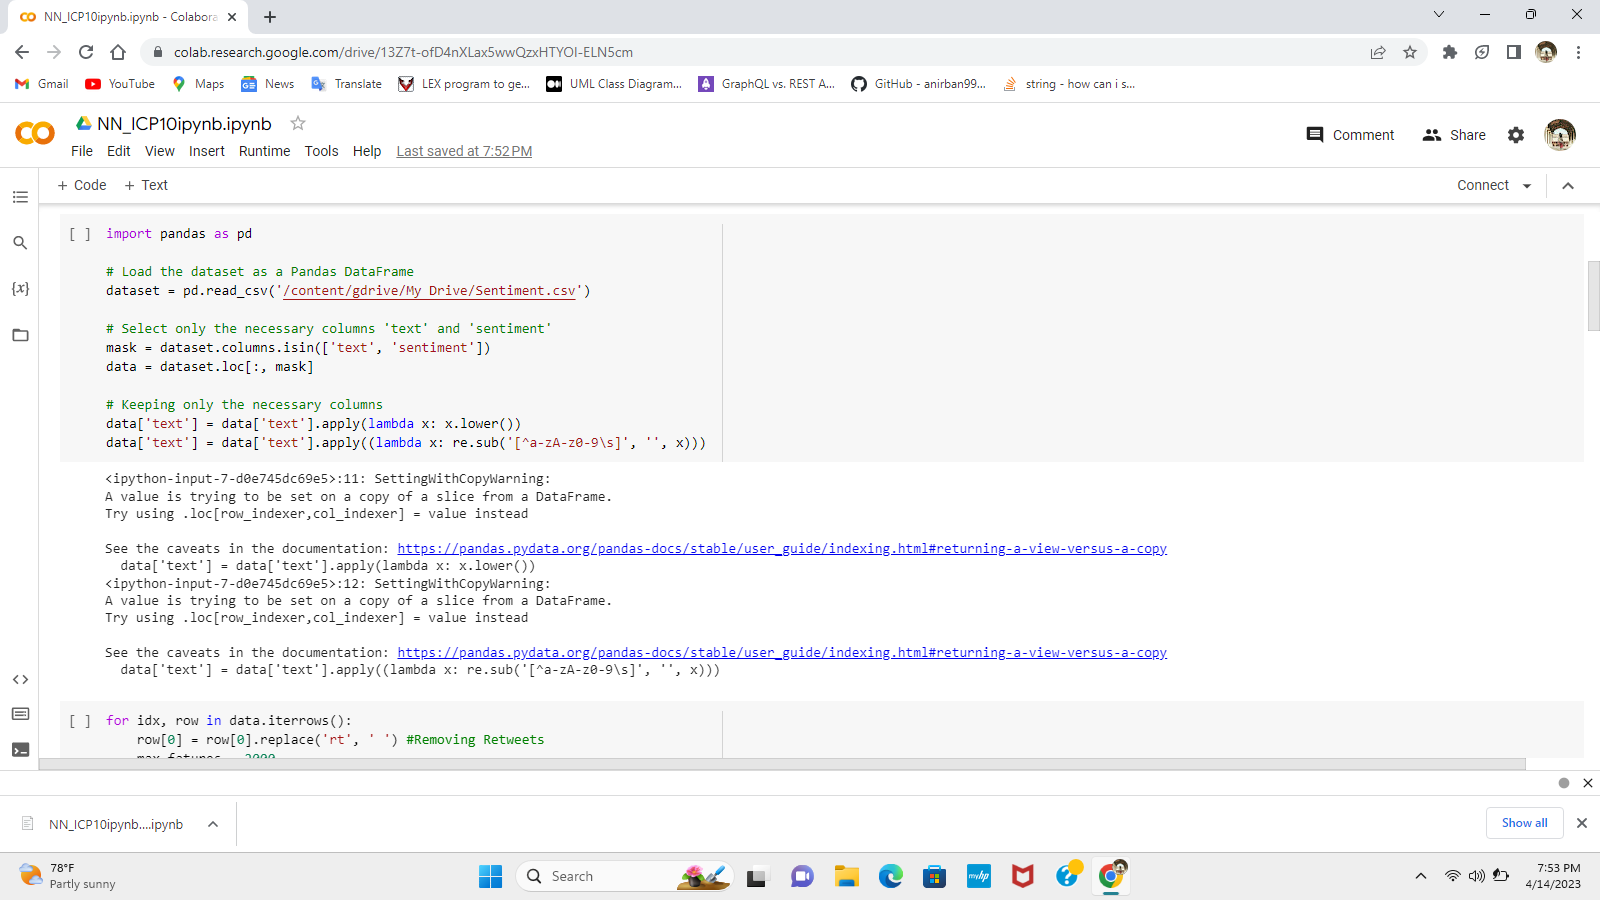 NN_ICP10ipynb.ipynb - Colabora
colab.research.google.com/drive/13Z7t-ofD4nXLax5wwQzxHTYOI-ELN5cm
Gmail YouTube Maps News Translate LEX program to ge... UML Class Diagram... GraphQL vs. REST A... GitHub - anirban99... string - how can i s...
NN_ICP10ipynb.ipynb
File Edit View Insert Runtime Tools Help Last saved at 7:52 PM
Comment Share
+ Code + Text Connect
[ ] import pandas as pd
# Load the dataset as a Pandas DataFrame
dataset = pd.read_csv('/content/gdrive/My Drive/Sentiment.csv')
# Select only the necessary columns 'text' and 'sentiment'
mask = dataset.columns.isin(['text', 'sentiment'])
data = dataset.loc[:, mask]
# Keeping only the necessary columns
data['text'] = data['text'].apply(lambda x: x.lower())
data['text'] = data['text'].apply((lambda x: re.sub('[^a-zA-z0-9\s]', '', x)))
<ipython-input-7-d0e745dc69e5>:11: SettingWithCopyWarning:
A value is trying to be set on a copy of a slice from a DataFrame.
Try using .loc[row_indexer,col_indexer] = value instead
See the caveats in the documentation: https://pandas.pydata.org/pandas-docs/stable/user_guide/indexing.html#returning-a-view-versus-a-copy
data['text'] = data['text'].apply(lambda x: x.lower())
<ipython-input-7-d0e745dc69e5>:12: SettingWithCopyWarning:
A value is trying to be set on a copy of a slice from a DataFrame.
Try using .loc[row_indexer,col_indexer] = value instead
See the caveats in the documentation: https://pandas.pydata.org/pandas-docs/stable/user_guide/indexing.html#returning-a-view-versus-a-copy
data['text'] = data['text'].apply((lambda x: re.sub('[^a-zA-z0-9\s]', '', x)))
[ ] for idx, row in data.iterrows():
row[0] = row[0].replace('rt', ' ') #Removing Retweets
NN_ICP10ipynb....ipynb
Show all
78°F
Partly sunny
Search
myhp
7:53 PM
4/14/2023